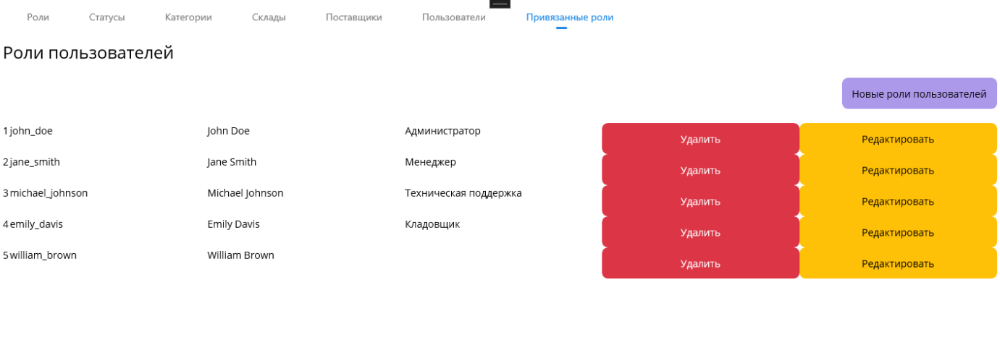 Роли Статусы Категории Склады Поставщики Пользователи Привязанные роли
Роли пользователей
Новые роли пользователей
1 john_doe John Doe Администратор Удалить Редактировать
2 jane_smith Jane Smith Менеджер Удалить Редактировать
3 michael_johnson Michael Johnson Техническая поддержка Удалить Редактировать
4 emily_davis Emily Davis Кладовщик Удалить Редактировать
5 william_brown William Brown Удалить Редактировать